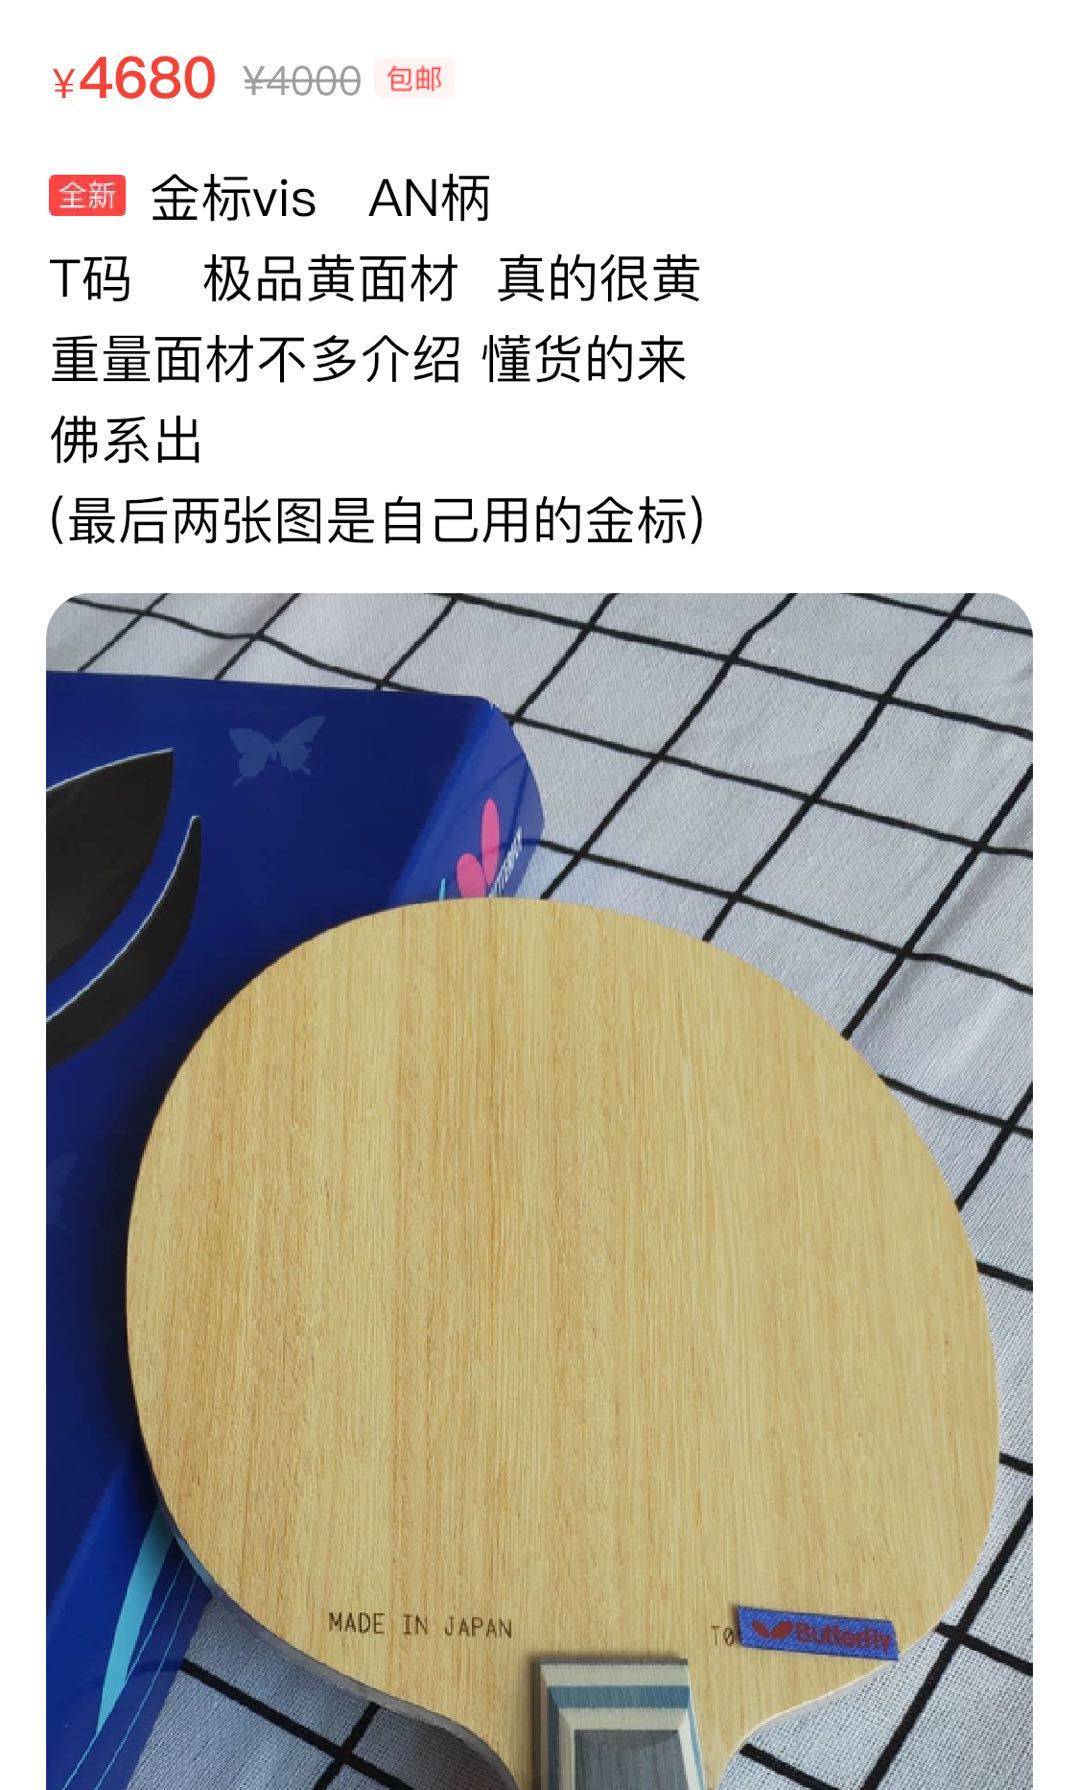 ¥4680 ¥4000 包邮
全新 金标vis AN柄
T码 极品黄面材 真的很黄
重量面材不多介绍 懂货的来
佛系出
(最后两张图是自己用的金标)
MADE IN JAPAN
T0
Butterfly